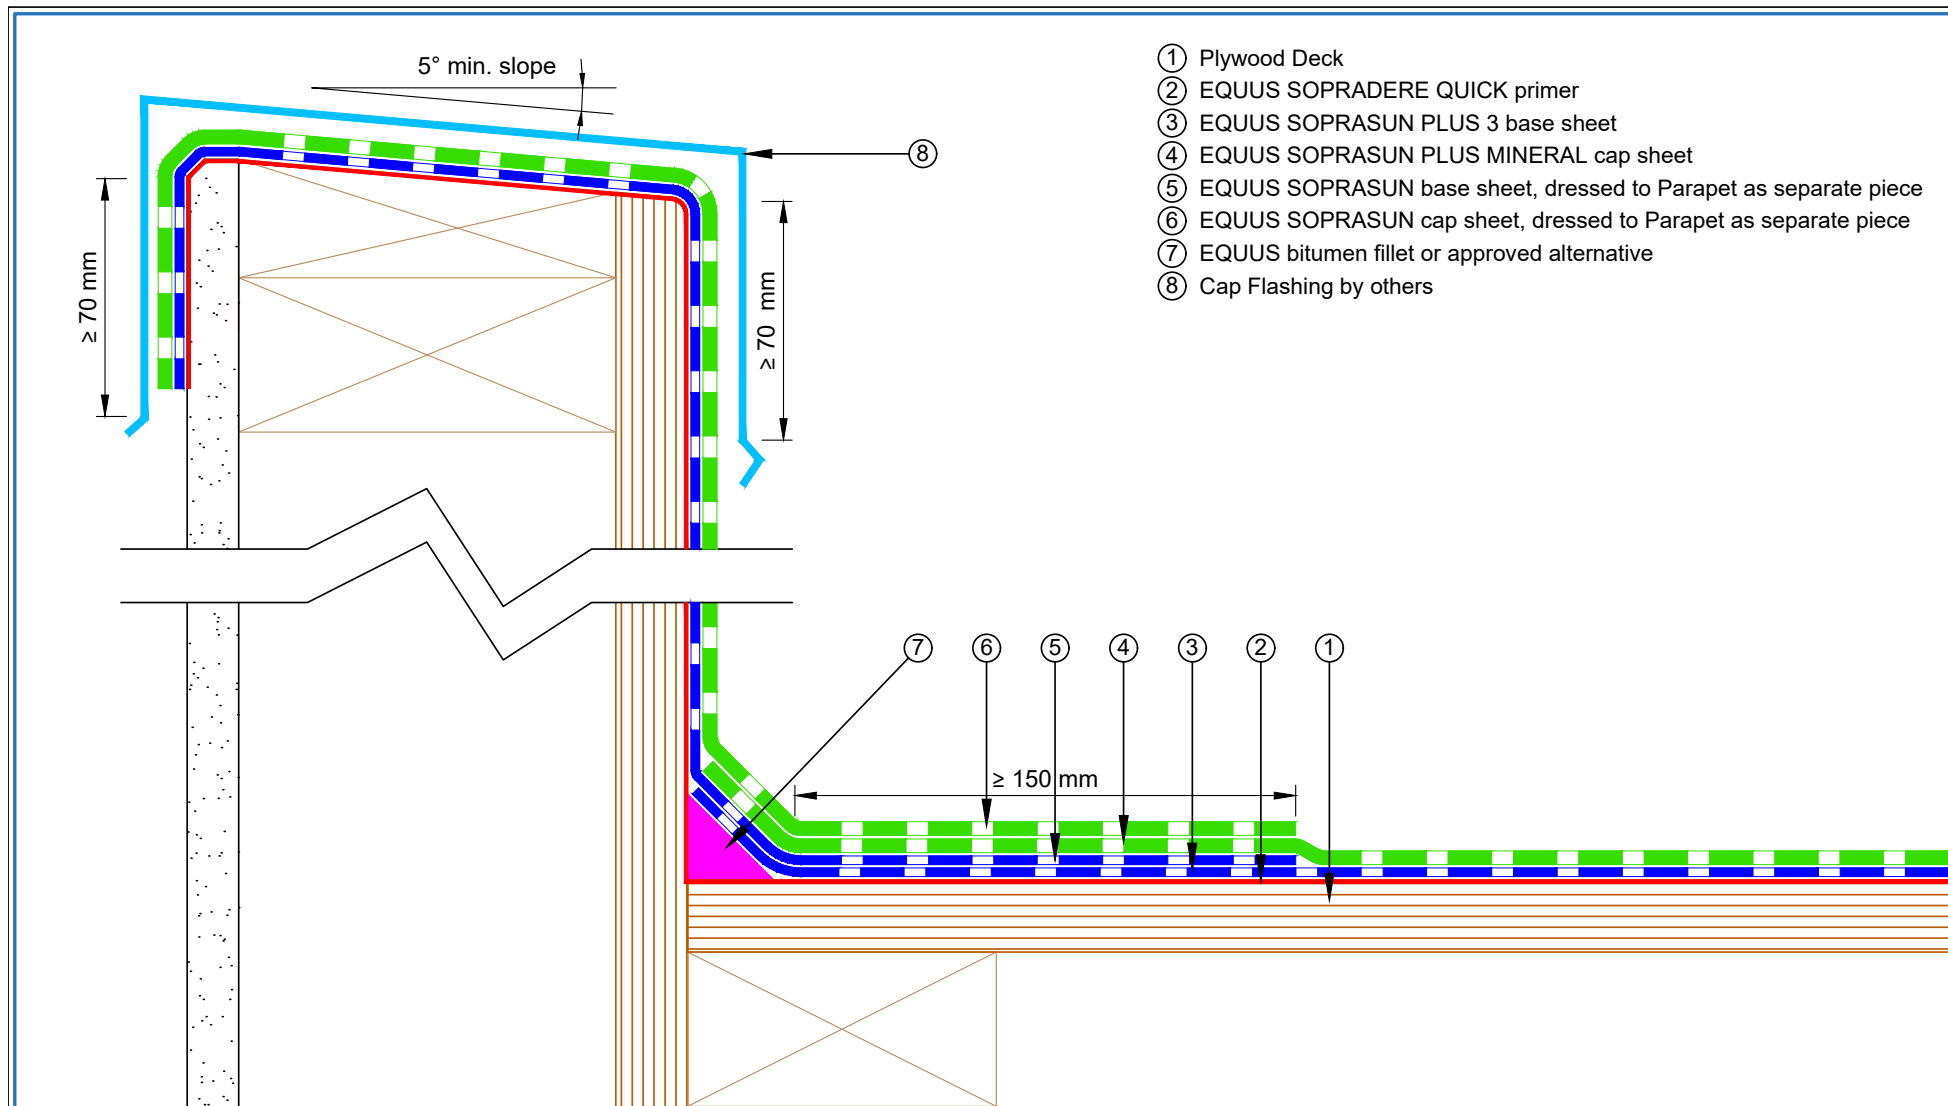 5° min. slope
① Plywood Deck
② EQUUS SOPRADERE QUICK primer
③ EQUUS SOPRASUN PLUS 3 base sheet
④ EQUUS SOPRASUN PLUS MINERAL cap sheet
⑤ EQUUS SOPRASUN base sheet, dressed to Parapet as separate piece
⑥ EQUUS SOPRASUN cap sheet, dressed to Parapet as separate piece
⑦ EQUUS bitumen fillet or approved alternative
⑧ Cap Flashing by others
⑧
≥ 70 mm
≥ 70 mm
⑦ ⑥ ⑤ ④ ③ ② ①
≥ 150 mm